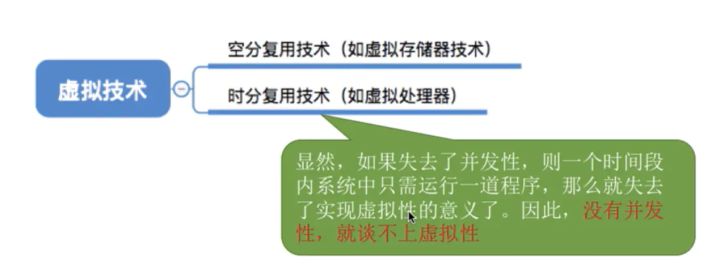 空分复用技术（如虚拟存储器技术）
虚拟技术
时分复用技术（如虚拟处理器）
显然，如果失去了并发性，则一个时间段
内系统中只需运行一道程序，那么就失去
了实现虚拟性的意义了。因此，没有并发
性，就谈不上虚拟性